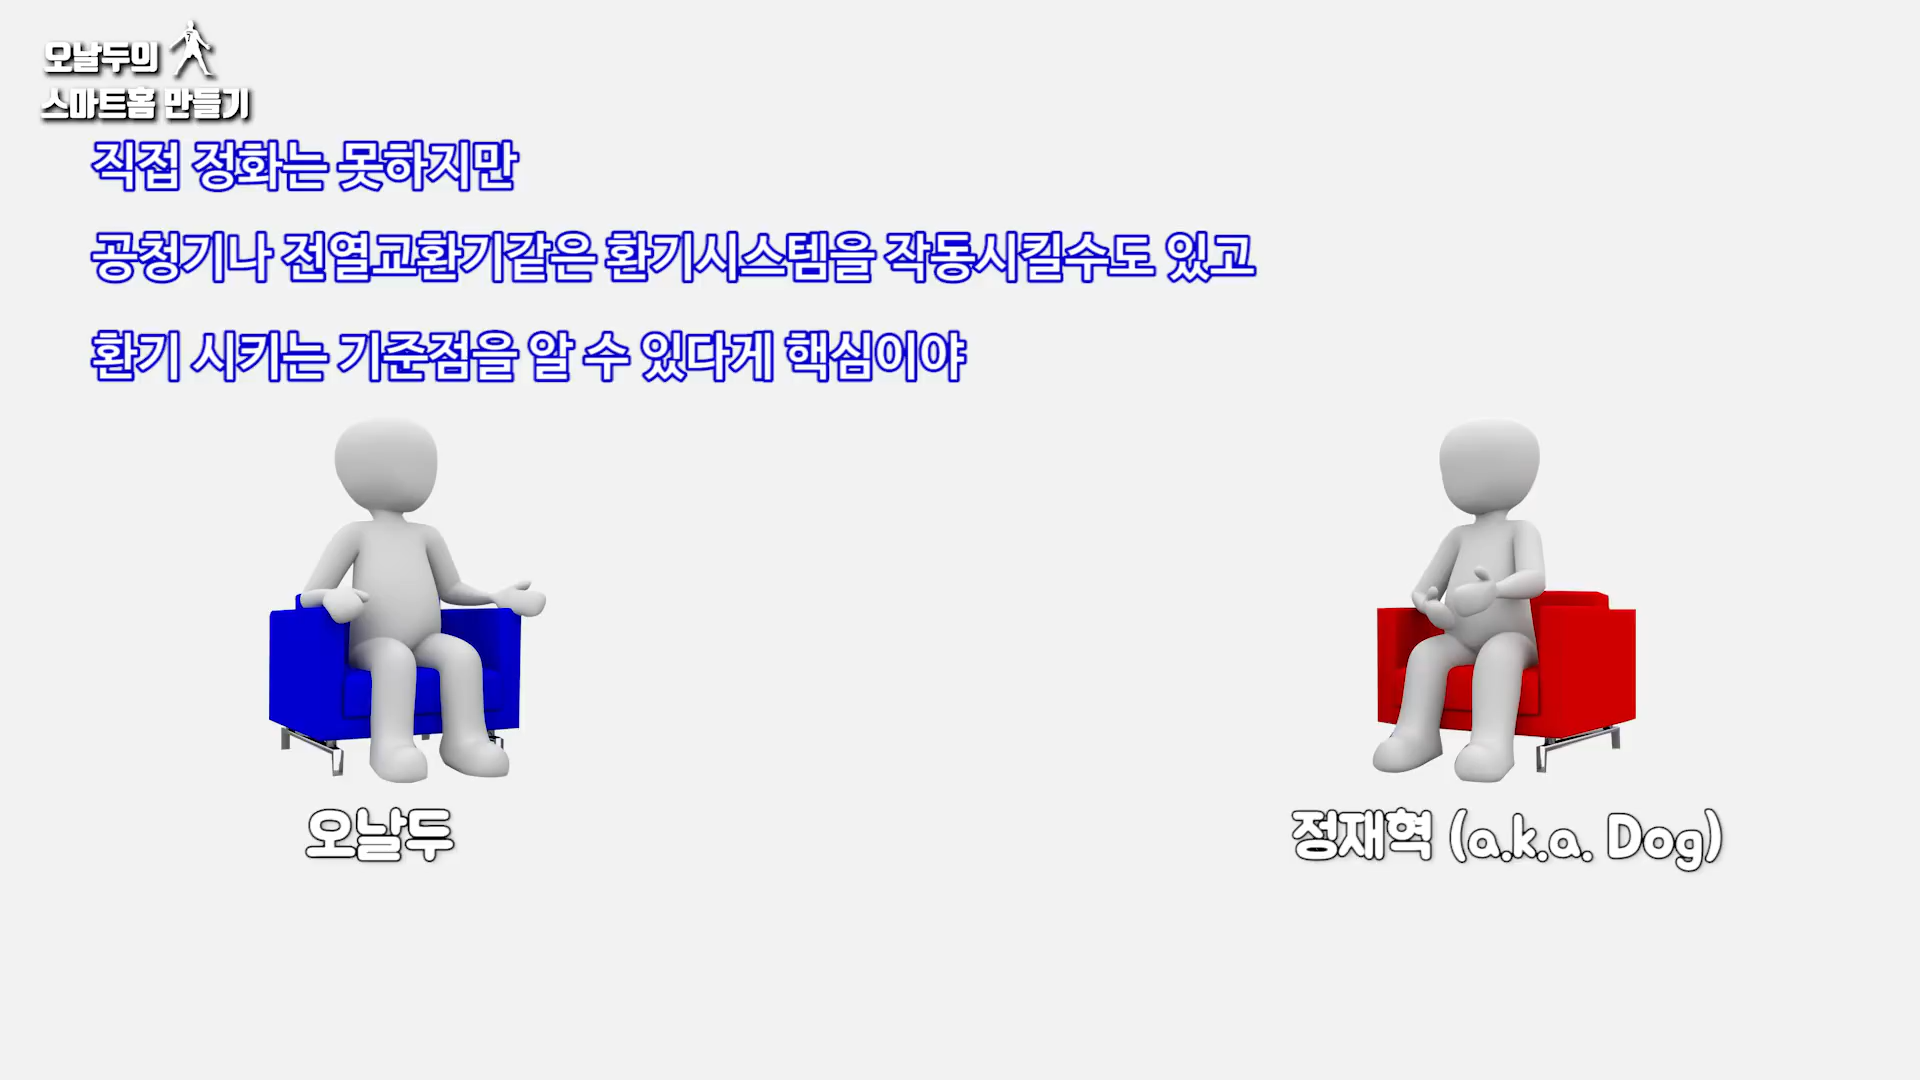 오날두의
스마트홈 만들기
직접 정화는 못하지만
공청기나 전열교환기같은 환기시스템을 작동시킬수도 있고
환기 시키는 기준점을 알 수 있다게 핵심이야
오날두
정재혁 (a.k.a. Dog)